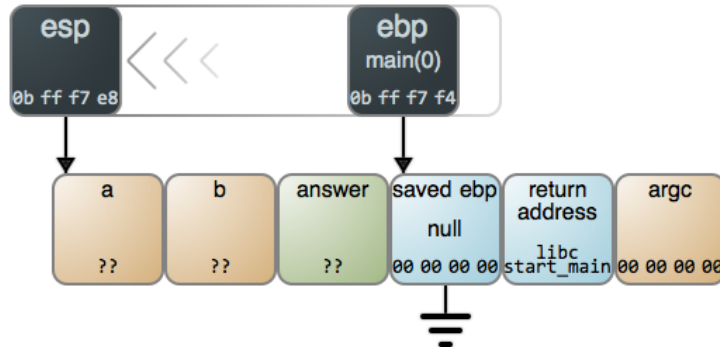 esp
0b ff f7 e8
ebp
main(0)
0b ff f7 f4
a
??
b
??
answer
??
saved ebp
null
00 00 00 00
return
address
libc
start_main
argc
00 00 00 00